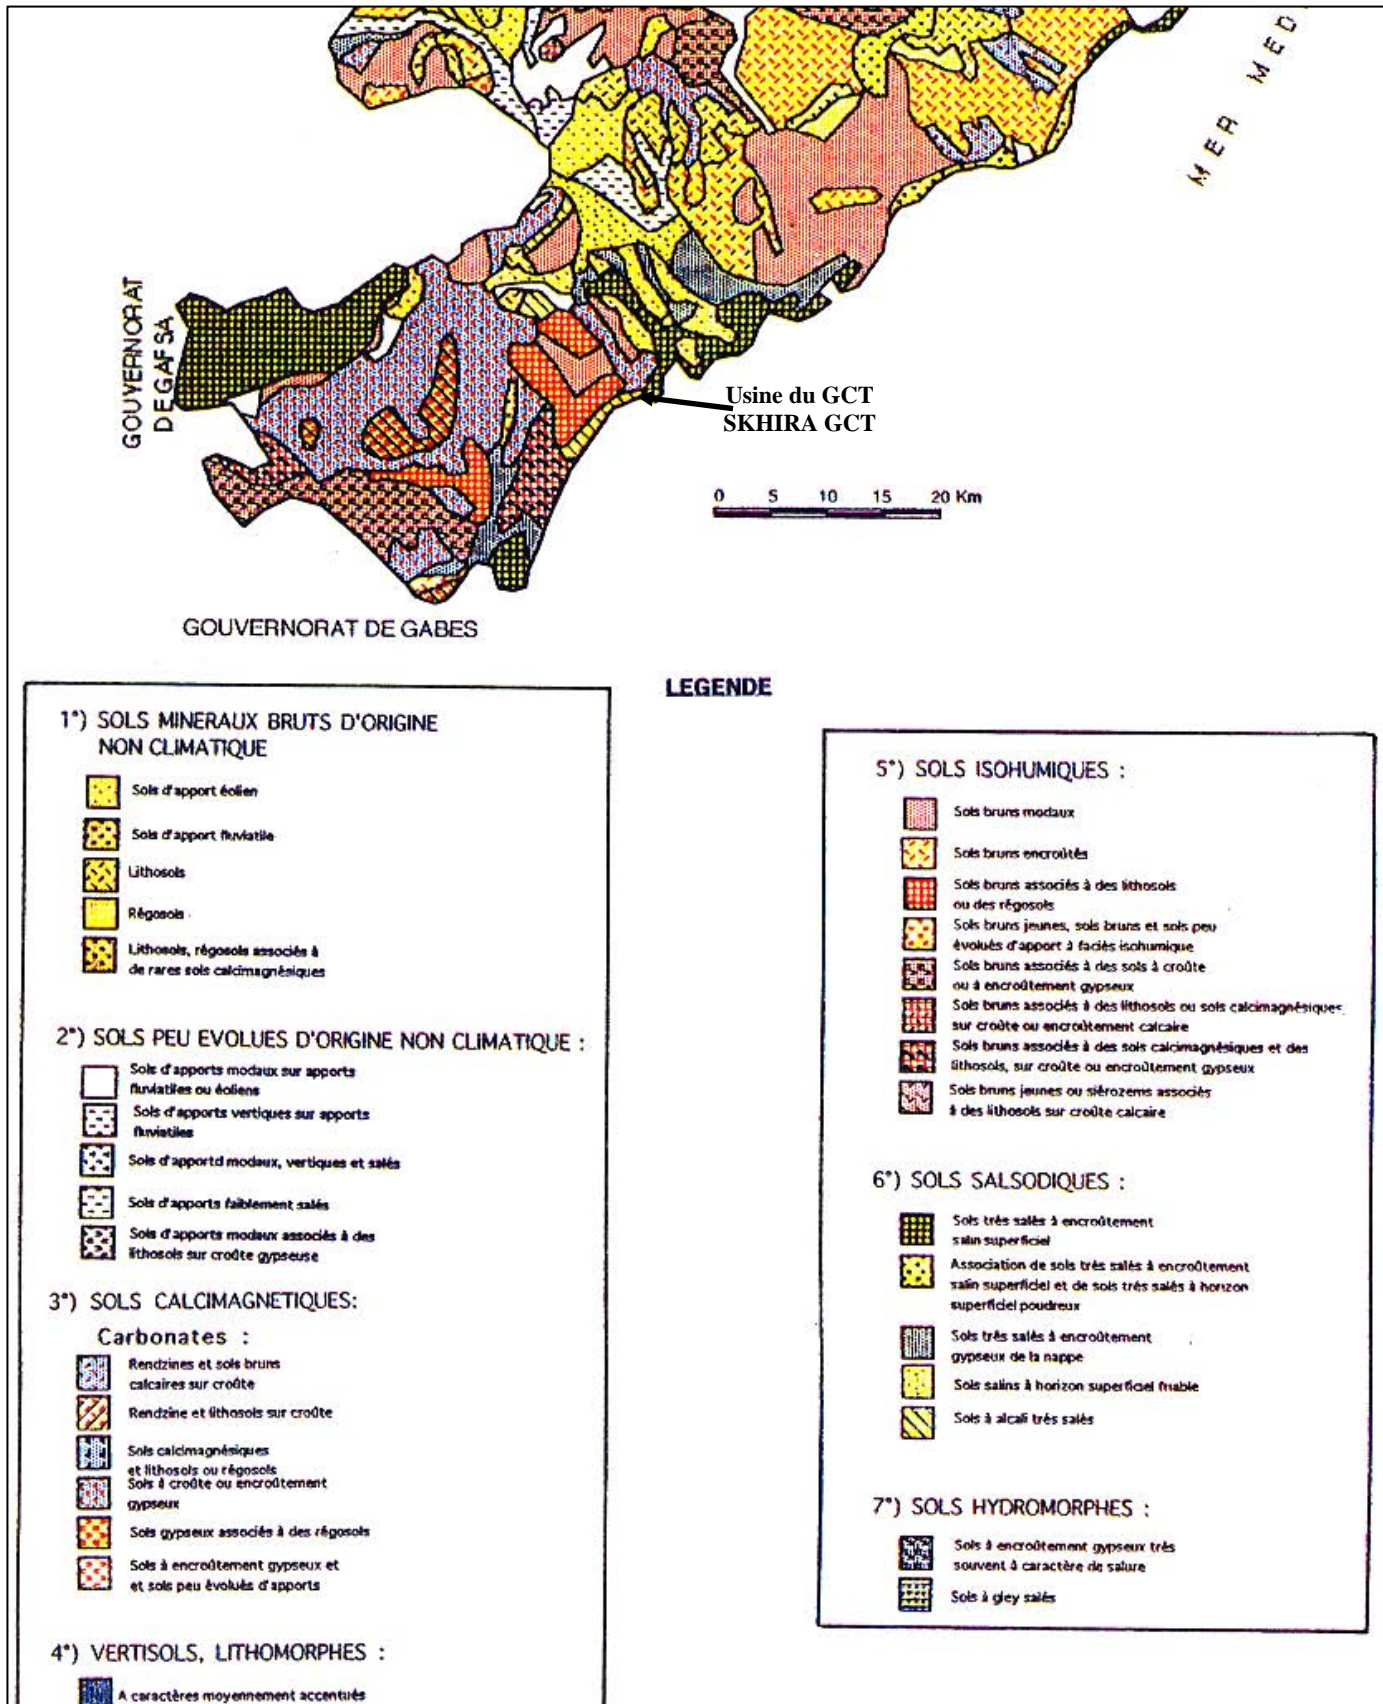 MER MED
GOUVERNORAT
DE GAFSA
Usine du GCT
SKHIRA GCT
0 5 10 15 20 Km
GOUVERNORAT DE GABES
LEGENDE
1°) SOLS MINERAUX BRUTS D'ORIGINE
NON CLIMATIQUE
Sols d'apport éolien
Sols d'apport fluviatile
Lithosols
Régosols
Lithosols, régosols associés à
de rares sols calcimagnésiques
2°) SOLS PEU EVOLUES D'ORIGINE NON CLIMATIQUE :
Sols d'apports modaux sur apports
fluviatiles ou éoliens
Sols d'apports vertiques sur apports
fluviatiles
Sols d'apportd modaux, vertiques et salés
Sols d'apports faiblement salés
Sols d'apports modaux associés à des
lithosols sur croûte gypseuse
3°) SOLS CALCIMAGNETIQUES:
Carbonates :
Rendzines et sols bruns
calcaires sur croûte
Rendzine et lithosols sur croûte
Sols calcimagnésiques
et lithosols ou régosols
Sols à croûte ou encroûtement
gypseux
Sols gypseux associés à des régosols
Sols à encroûtement gypseux et
et sols peu évolués d'apports
4°) VERTISOLS, LITHOMORPHES :
A caractères moyennement accentués
5°) SOLS ISOHUMIQUES :
Sols bruns modaux
Sols bruns encroûtés
Sols bruns associés à des lithosols
ou des régosols
Sols bruns jeunes, sols bruns et sols peu
évolués d'apport à faciès isohumique
Sols bruns associés à des sols à croûte
ou à encroûtement gypseux
Sols bruns associés à des lithosols ou sols calcimagnésiques
sur croûte ou encroûtement calcaire
Sols bruns associés à des sols calcimagnésiques et des
lithosols, sur croûte ou encroûtement gypseux
Sols bruns jeunes ou siérozems associés
à des lithosols sur croûte calcaire
6°) SOLS SALSODIQUES :
Sols très salés à encroûtement
salin superficiel
Association de sols très salés à encroûtement
salin superficiel et de sols très salés à horizon
superficiel poudreux
Sols très salés à encroûtement
gypseux de la nappe
Sols salins à horizon superficiel friable
Sols à alcali très salés
7°) SOLS HYDROMORPHES :
Sols à encroûtement gypseux très
souvent à caractère de salure
Sols à gley salés